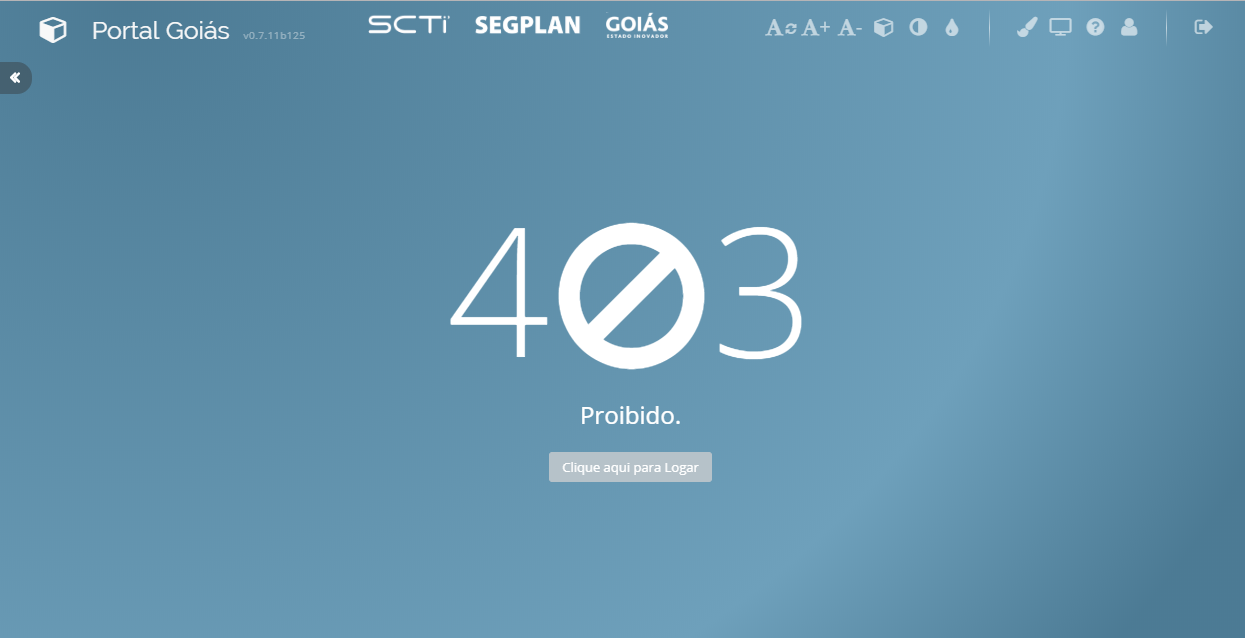 Portal Goiás v0.7.11b125
SCTi SEGPLAN GOIÁS
ESTADO INOVADOR
A A+ A-
403
Proibido.
Clique aqui para Logar